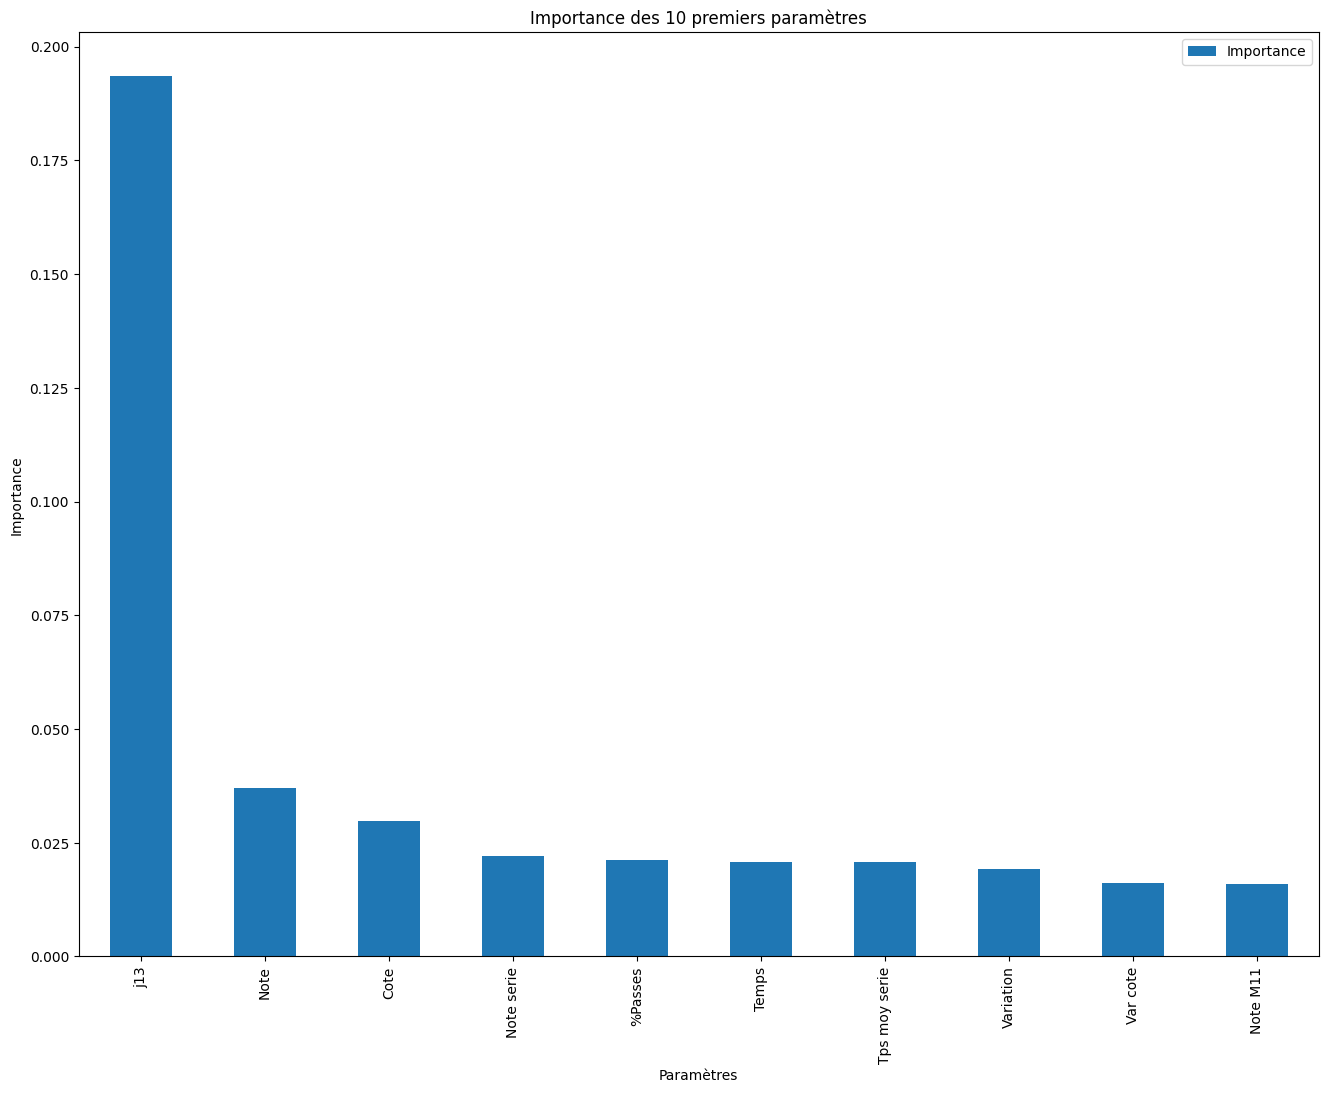 Importance des 10 premiers paramètres
Importance
0.200
0.175
0.150
0.125
0.100
0.075
0.050
0.025
0.000
Importance
j13
Note
Cote
Note serie
%Passes
Temps
Tps moy serie
Variation
Var cote
Note M11
Paramètres